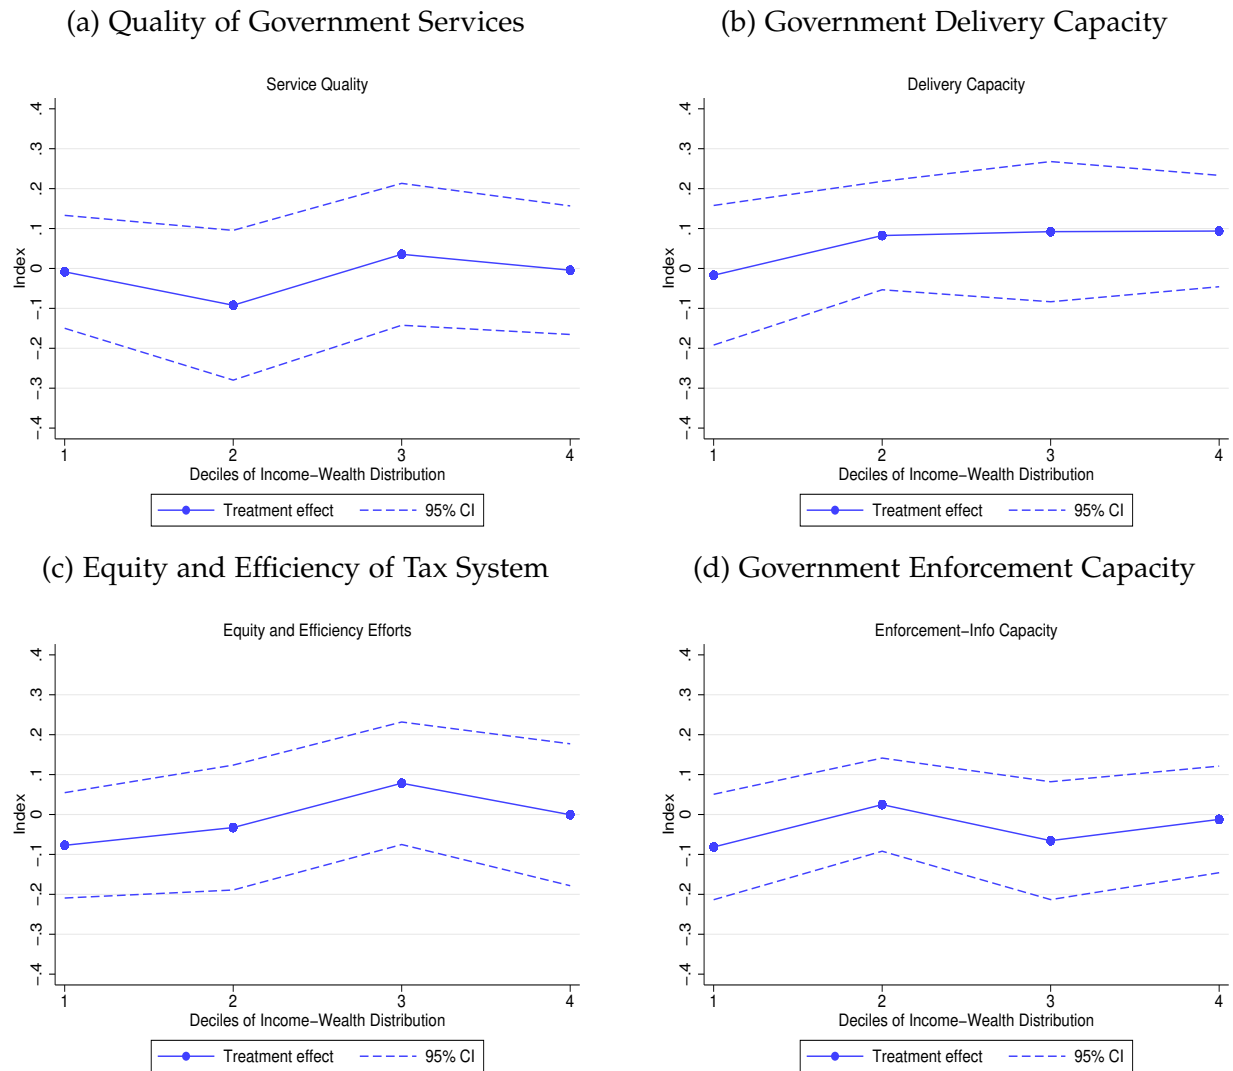 (a) Quality of Government Services
Service Quality
.4
.3
.2
.1
0
−.1
−.2
−.3
−.4
Index
1 2 3 4
Deciles of Income−Wealth Distribution
Treatment effect 95% CI
(b) Government Delivery Capacity
Delivery Capacity
.4
.3
.2
.1
0
−.1
−.2
−.3
−.4
Index
1 2 3 4
Deciles of Income−Wealth Distribution
Treatment effect 95% CI
(c) Equity and Efficiency of Tax System
Equity and Efficiency Efforts
.4
.3
.2
.1
0
−.1
−.2
−.3
−.4
Index
1 2 3 4
Deciles of Income−Wealth Distribution
Treatment effect 95% CI
(d) Government Enforcement Capacity
Enforcement−Info Capacity
.4
.3
.2
.1
0
−.1
−.2
−.3
−.4
Index
1 2 3 4
Deciles of Income−Wealth Distribution
Treatment effect 95% CI